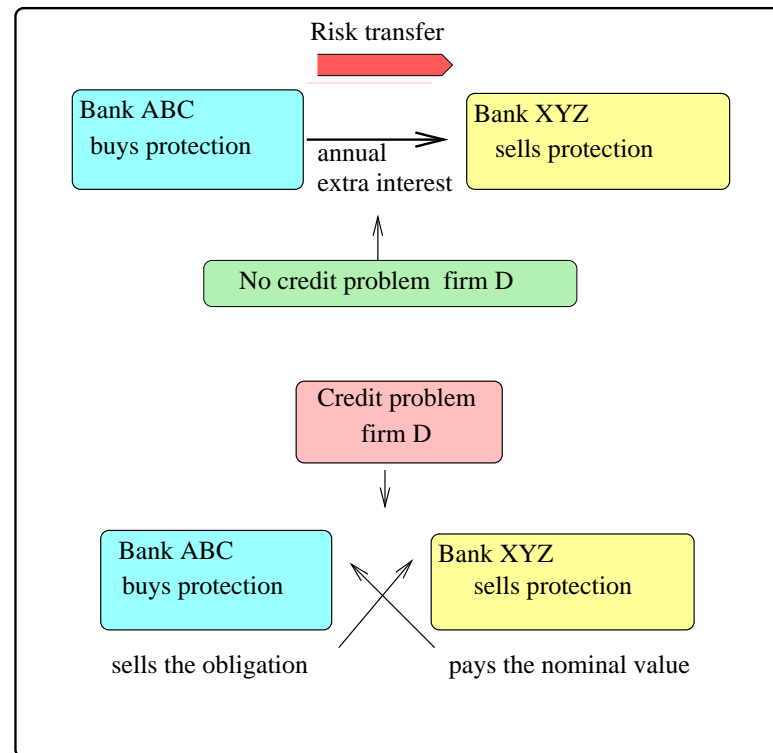 Risk transfer
Bank ABC
buys protection
annual
extra interest
Bank XYZ
sells protection
No credit problem firm D
Credit problem
firm D
Bank ABC
buys protection
Bank XYZ
sells protection
sells the obligation
pays the nominal value